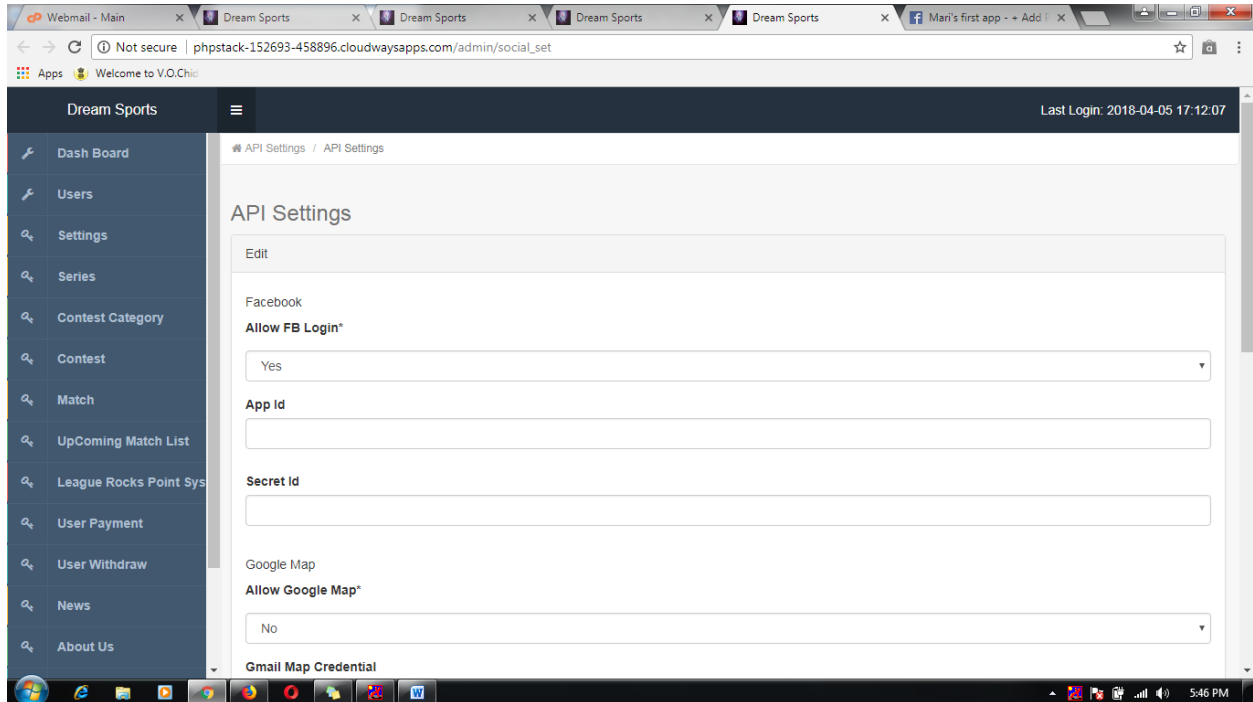 Webmail - Main
Dream Sports
Dream Sports
Dream Sports
Dream Sports
Mari's first app - + Add
Not secure | phpstack-152693-458896.cloudwaysapps.com/admin/social_set
Apps Welcome to V.O.Chid
Dream Sports
Last Login: 2018-04-05 17:12:07
Dash Board
Users
Settings
Series
Contest Category
Contest
Match
UpComing Match List
League Rocks Point Sys
User Payment
User Withdraw
News
About Us
API Settings / API Settings
API Settings
Edit
Facebook
Allow FB Login*
Yes
App Id
Secret Id
Google Map
Allow Google Map*
No
Gmail Map Credential
5:46 PM